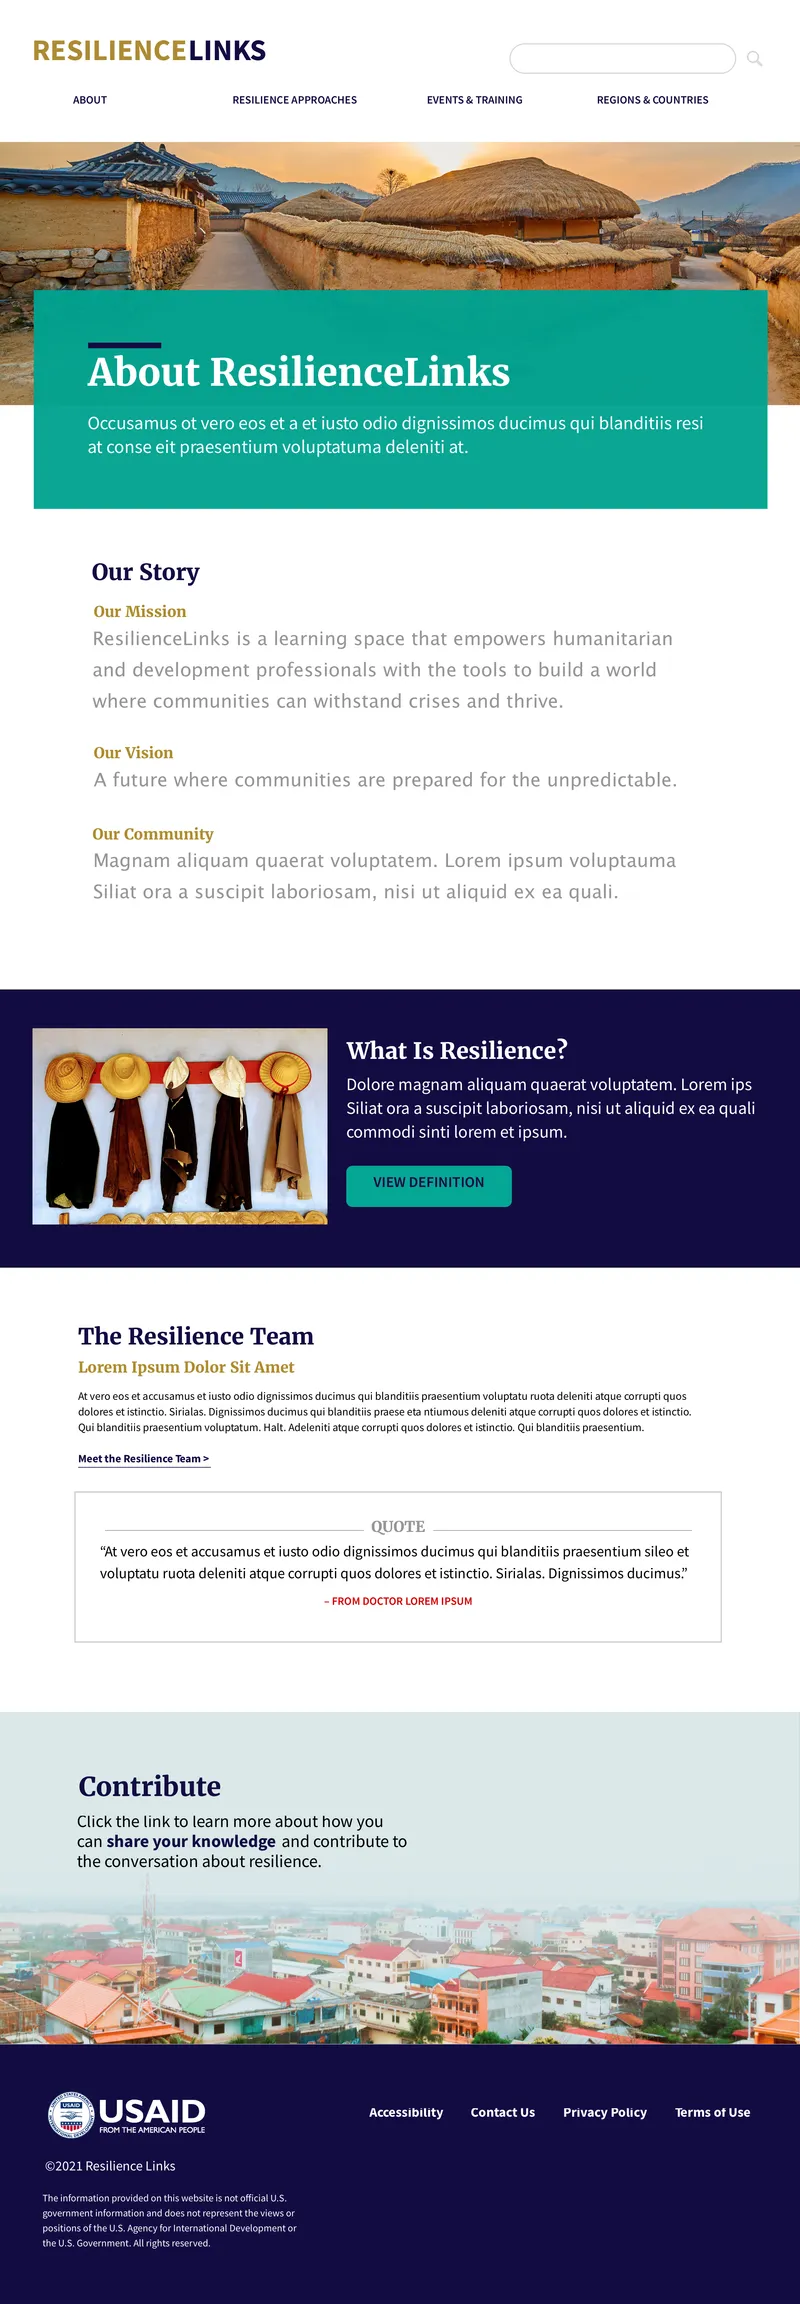 RESILIENCELINKS
ABOUT
RESILIENCE APPROACHES
EVENTS & TRAINING
REGIONS & COUNTRIES
About ResilienceLinks
Occusamus ot vero eos et a et iusto odio dignissimos ducimus qui blanditiis resi
at conse eit praesentium voluptatuma deleniti at.
Our Story
Our Mission
ResilienceLinks is a learning space that empowers humanitarian
and development professionals with the tools to build a world
where communities can withstand crises and thrive.
Our Vision
A future where communities are prepared for the unpredictable.
Our Community
Magnam aliquam quaerat voluptatem. Lorem ipsum voluptauma
Siliat ora a suscipit laboriosam, nisi ut aliquid ex ea quali.
What Is Resilience?
Dolore magnam aliquam quaerat voluptatem. Lorem ips
Siliat ora a suscipit laboriosam, nisi ut aliquid ex ea quali
commodi sinti lorem et ipsum.
VIEW DEFINITION
The Resilience Team
Lorem Ipsum Dolor Sit Amet
At vero eos et accusamus et iusto odio dignissimos ducimus qui blanditiis praesentium voluptatu ruota deleniti atque corrupti quos
dolores et istinctio. Sirialas. Dignissimos ducimus qui blanditiis praese eta ntiumous deleniti atque corrupti quos dolores et istinctio.
Qui blanditiis praesentium voluptatum. Halt. Adeleniti atque corrupti quos dolores et istinctio. Qui blanditiis praesentium.
Meet the Resilience Team >
QUOTE
“At vero eos et accusamus et iusto odio dignissimos ducimus qui blanditiis praesentium sileo et
voluptatu ruota deleniti atque corrupti quos dolores et istinctio. Sirialas. Dignissimos ducimus.”
– FROM DOCTOR LOREM IPSUM
Contribute
Click the link to learn more about how you
can share your knowledge and contribute to
the conversation about resilience.
USAID
USAID
FROM THE AMERICAN PEOPLE
Accessibility
Contact Us
Privacy Policy
Terms of Use
©2021 Resilience Links
The information provided on this website is not official U.S.
government information and does not represent the views or
positions of the U.S. Agency for International Development or
the U.S. Government. All rights reserved.